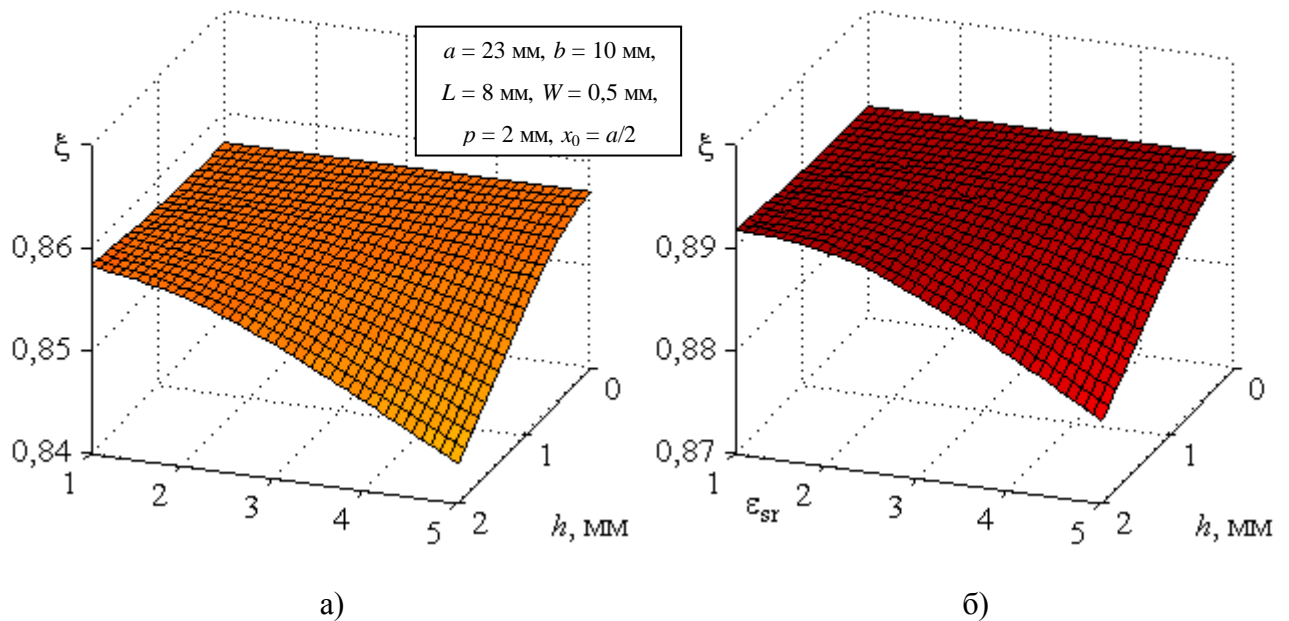 a = 23 мм, b = 10 мм,
L = 8 мм, W = 0,5 мм,
p = 2 мм, x₀ = a/2
ξ
0,86
0,85
0,84
1
2
3
4
5
2
1
0
h, мм
а)
ξ
0,89
0,88
0,87
1
εsr
2
3
4
5
2
1
0
h, мм
б)